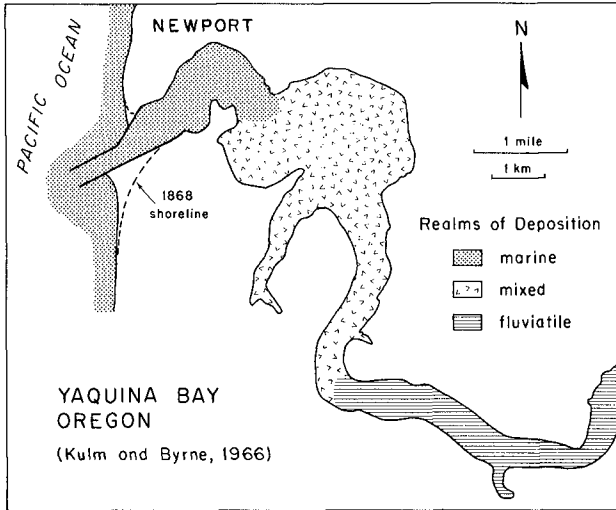 NEWPORT
PACIFIC OCEAN
N
1 mile
1 km
1868
shoreline
Realms of Deposition
marine
mixed
fluviatile
YAQUINA BAY
OREGON
(Kulm and Byrne, 1966)